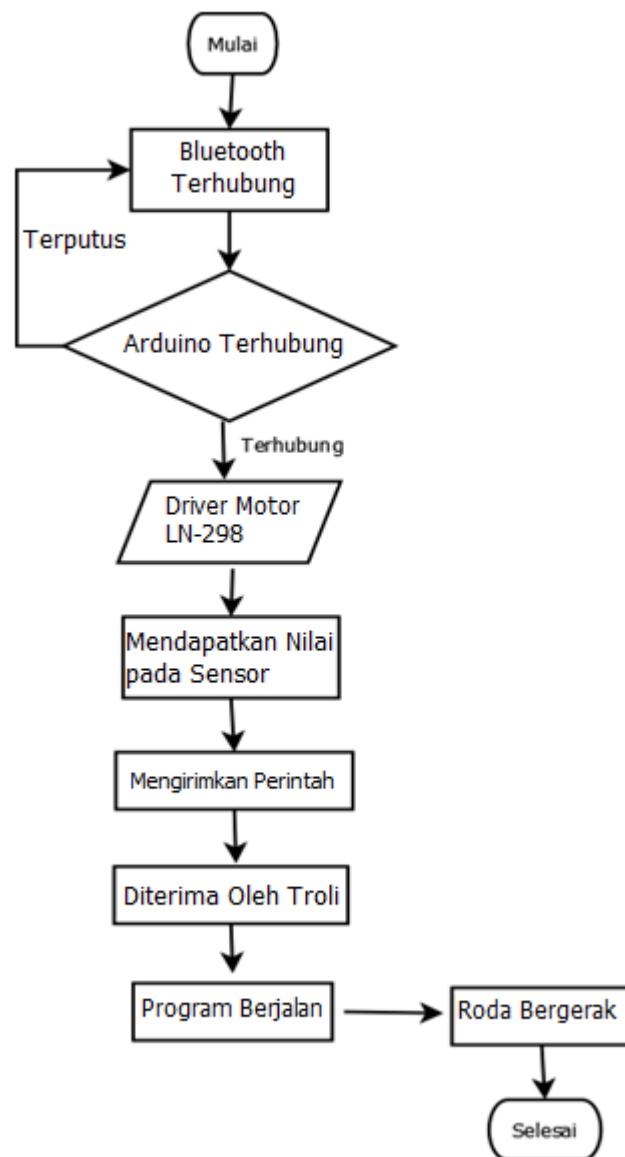 Mulai
Bluetooth
Terhubung
Terputus
Arduino Terhubung
Terhubung
Driver Motor
LN-298
Mendapatkan Nilai
pada Sensor
Mengirimkan Perintah
Diterima Oleh Troli
Program Berjalan
Roda Bergerak
Selesai